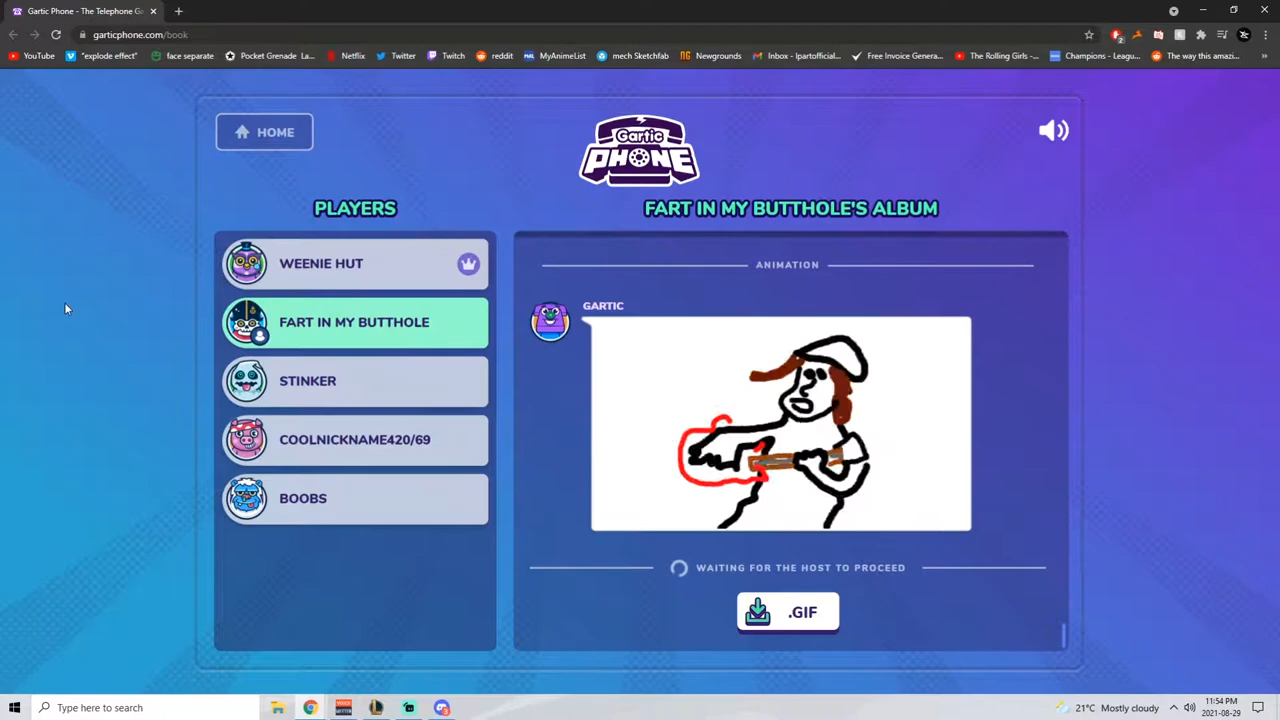 Gartic Phone - The Telephone Ga
garticphone.com/book
YouTube
"explode effect"
face separate
Pocket Grenade La...
Netflix
Twitter
Twitch
reddit
MyAnimeList
mech Sketchfab
NG Newgrounds
Inbox - lpartofficial...
Free Invoice Genera...
The Rolling Girls -...
Champions - Leagu...
The way this amazi...
»
HOME
Gartic
PHONE
PLAYERS
FART IN MY BUTTHOLE'S ALBUM
WEENIE HUT
FART IN MY BUTTHOLE
STINKER
COOLNICKNAME420/69
BOOBS
ANIMATION
GARTIC
WAITING FOR THE HOST TO PROCEED
.GIF
Type here to search
21°C Mostly cloudy
11:54 PM
2021-08-29